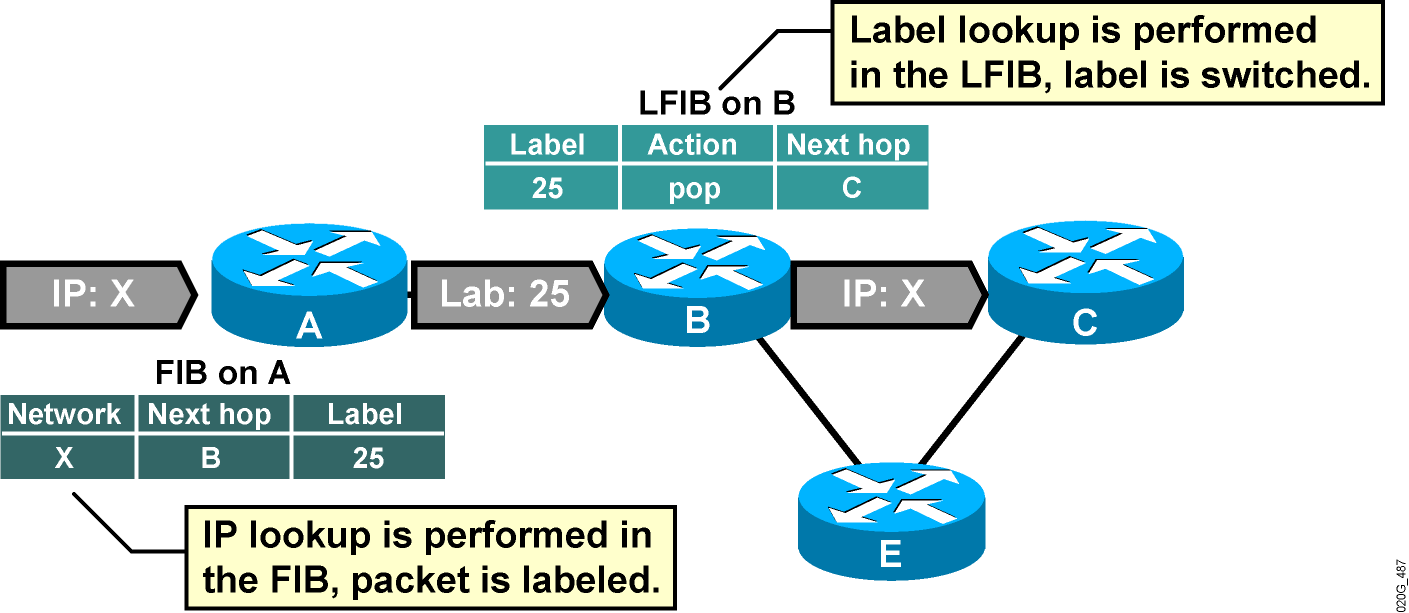 Label lookup is performed
in the LFIB, label is switched.
LFIB on B
Label Action Next hop
25 pop C
IP: X
A
Lab: 25
B
IP: X
C
FIB on A
Network Next hop Label
X B 25
IP lookup is performed in
the FIB, packet is labeled.
E
020G_487